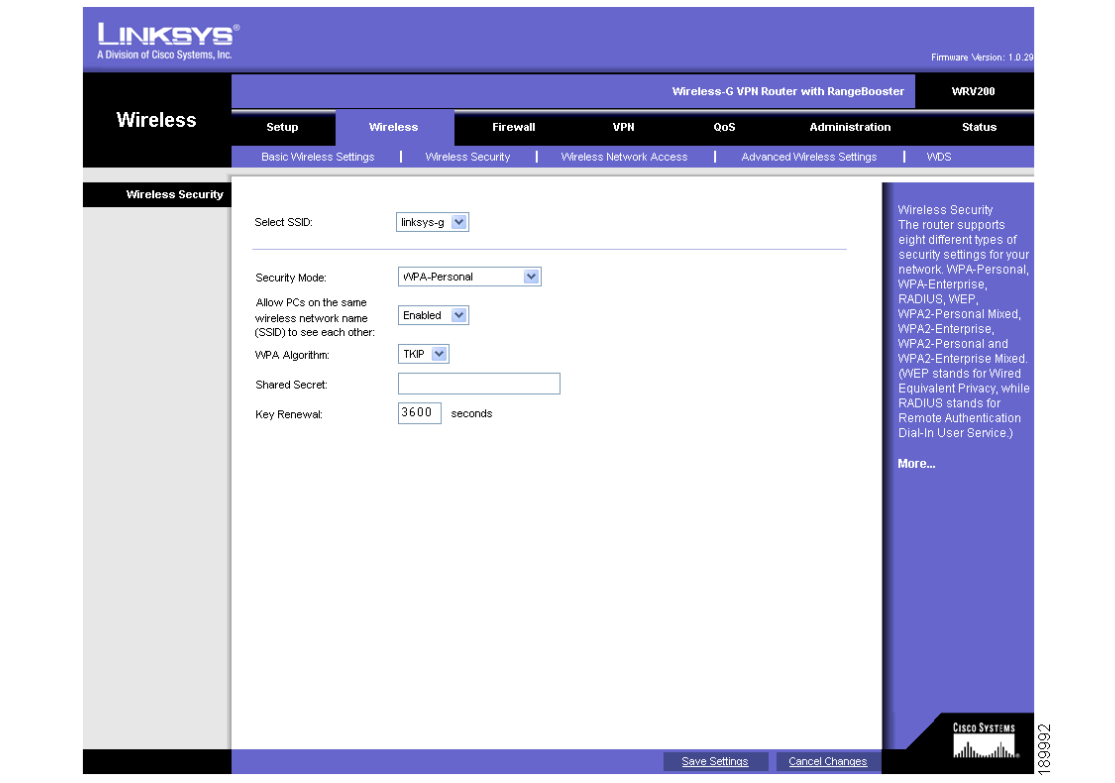 LINKSYS®
A Division of Cisco Systems, Inc.
Firmware Version: 1.0.29
Wireless-G VPN Router with RangeBooster WRV200
Wireless
Setup Wireless Firewall VPN QoS Administration Status
Basic Wireless Settings | Wireless Security | Wireless Network Access | Advanced Wireless Settings | WDS
Wireless Security
Select SSID: linksys-g
Security Mode: WPA-Personal
Allow PCs on the same
wireless network name
(SSID) to see each other:
Enabled
WPA Algorithm: TKIP
Shared Secret:
Key Renewal: 3600 seconds
Wireless Security
The router supports
eight different types of
security settings for your
network. WPA-Personal,
WPA-Enterprise,
RADIUS, WEP,
WPA2-Personal Mixed,
WPA2-Enterprise,
WPA2-Personal and
WPA2-Enterprise Mixed.
(WEP stands for Wired
Equivalent Privacy, while
RADIUS stands for
Remote Authentication
Dial-In User Service.)
More...
Save Settings Cancel Changes
CISCO SYSTEMS
189992